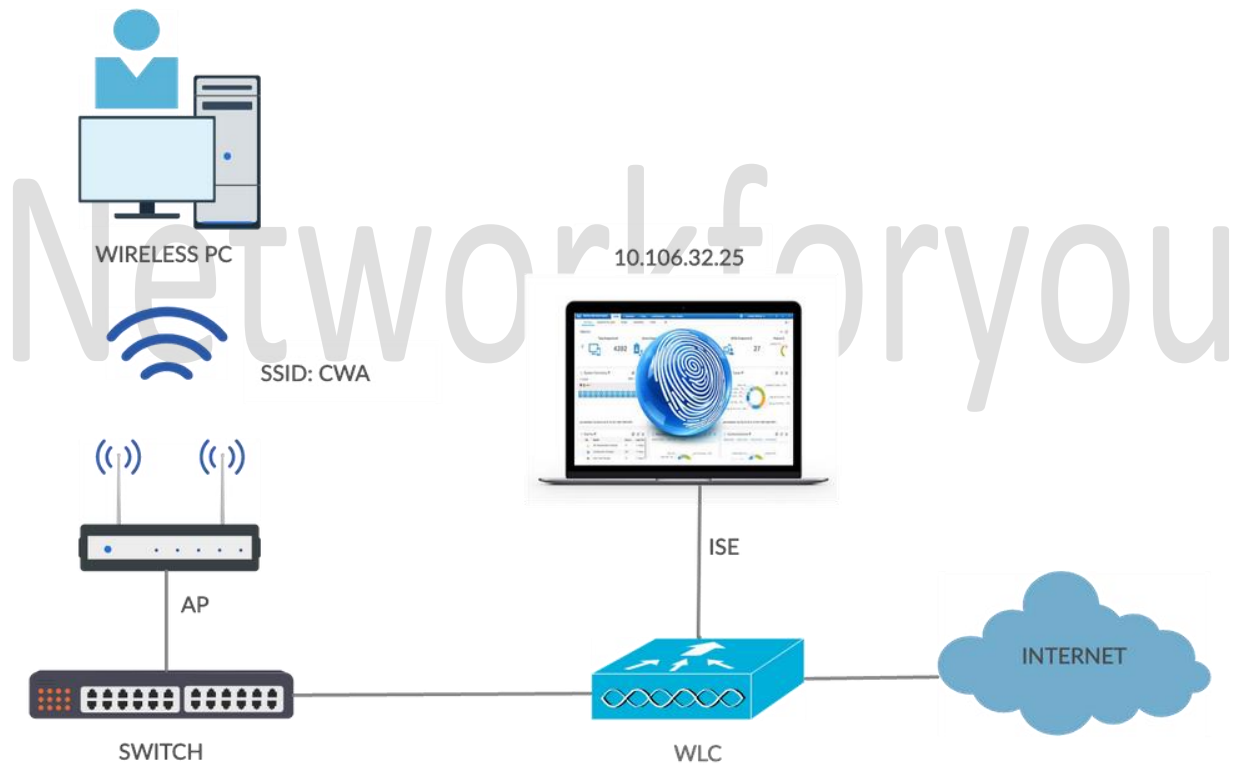 WIRELESS PC
10.106.32.25
Networkforyou
SSID: CWA
ISE
AP
INTERNET
SWITCH
WLC